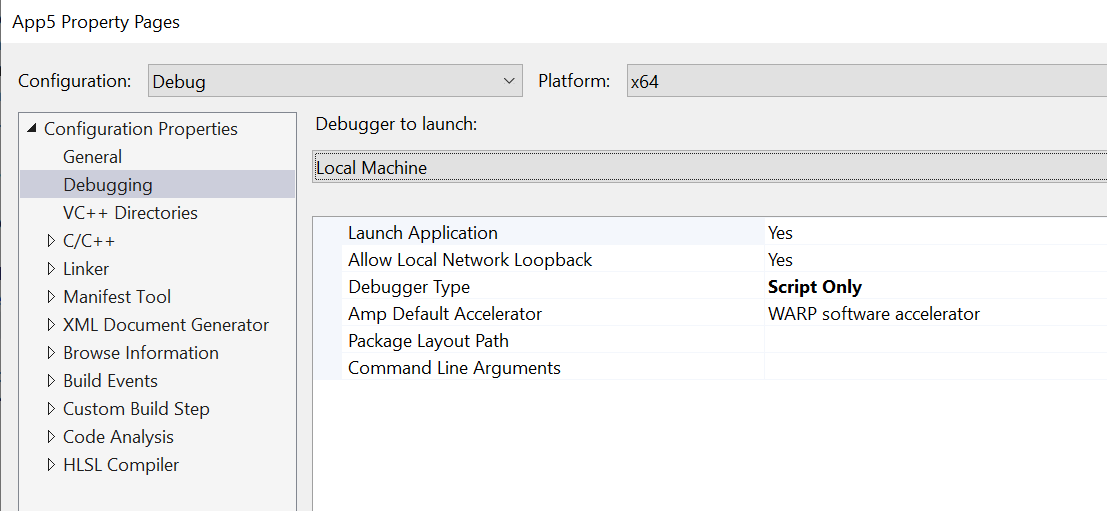 App5 Property Pages
Configuration: Debug Platform: x64
Configuration Properties
General
Debugging
VC++ Directories
C/C++
Linker
Manifest Tool
XML Document Generator
Browse Information
Build Events
Custom Build Step
Code Analysis
HLSL Compiler
Debugger to launch:
Local Machine
Launch Application Yes
Allow Local Network Loopback Yes
Debugger Type Script Only
Amp Default Accelerator WARP software accelerator
Package Layout Path
Command Line Arguments